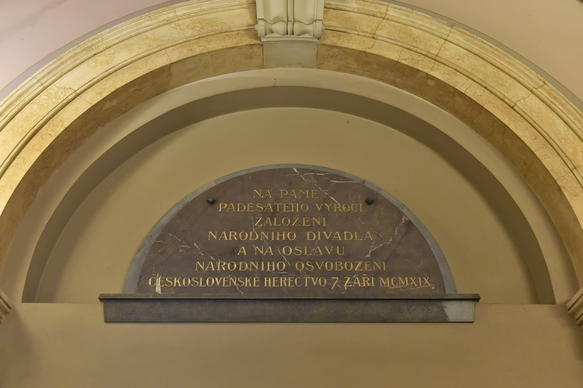 NA PAMĚŤ
PADESÁTÉHO VÝROČÍ
ZALOŽENÍ
NÁRODNÍHO DIVADLA
A NA OSLAVU
NÁRODNÍHO OSVOBOZENÍ
ČESKOSLOVENSKÉ HERECTVO 7. ZÁŘÍ MCMXIX.